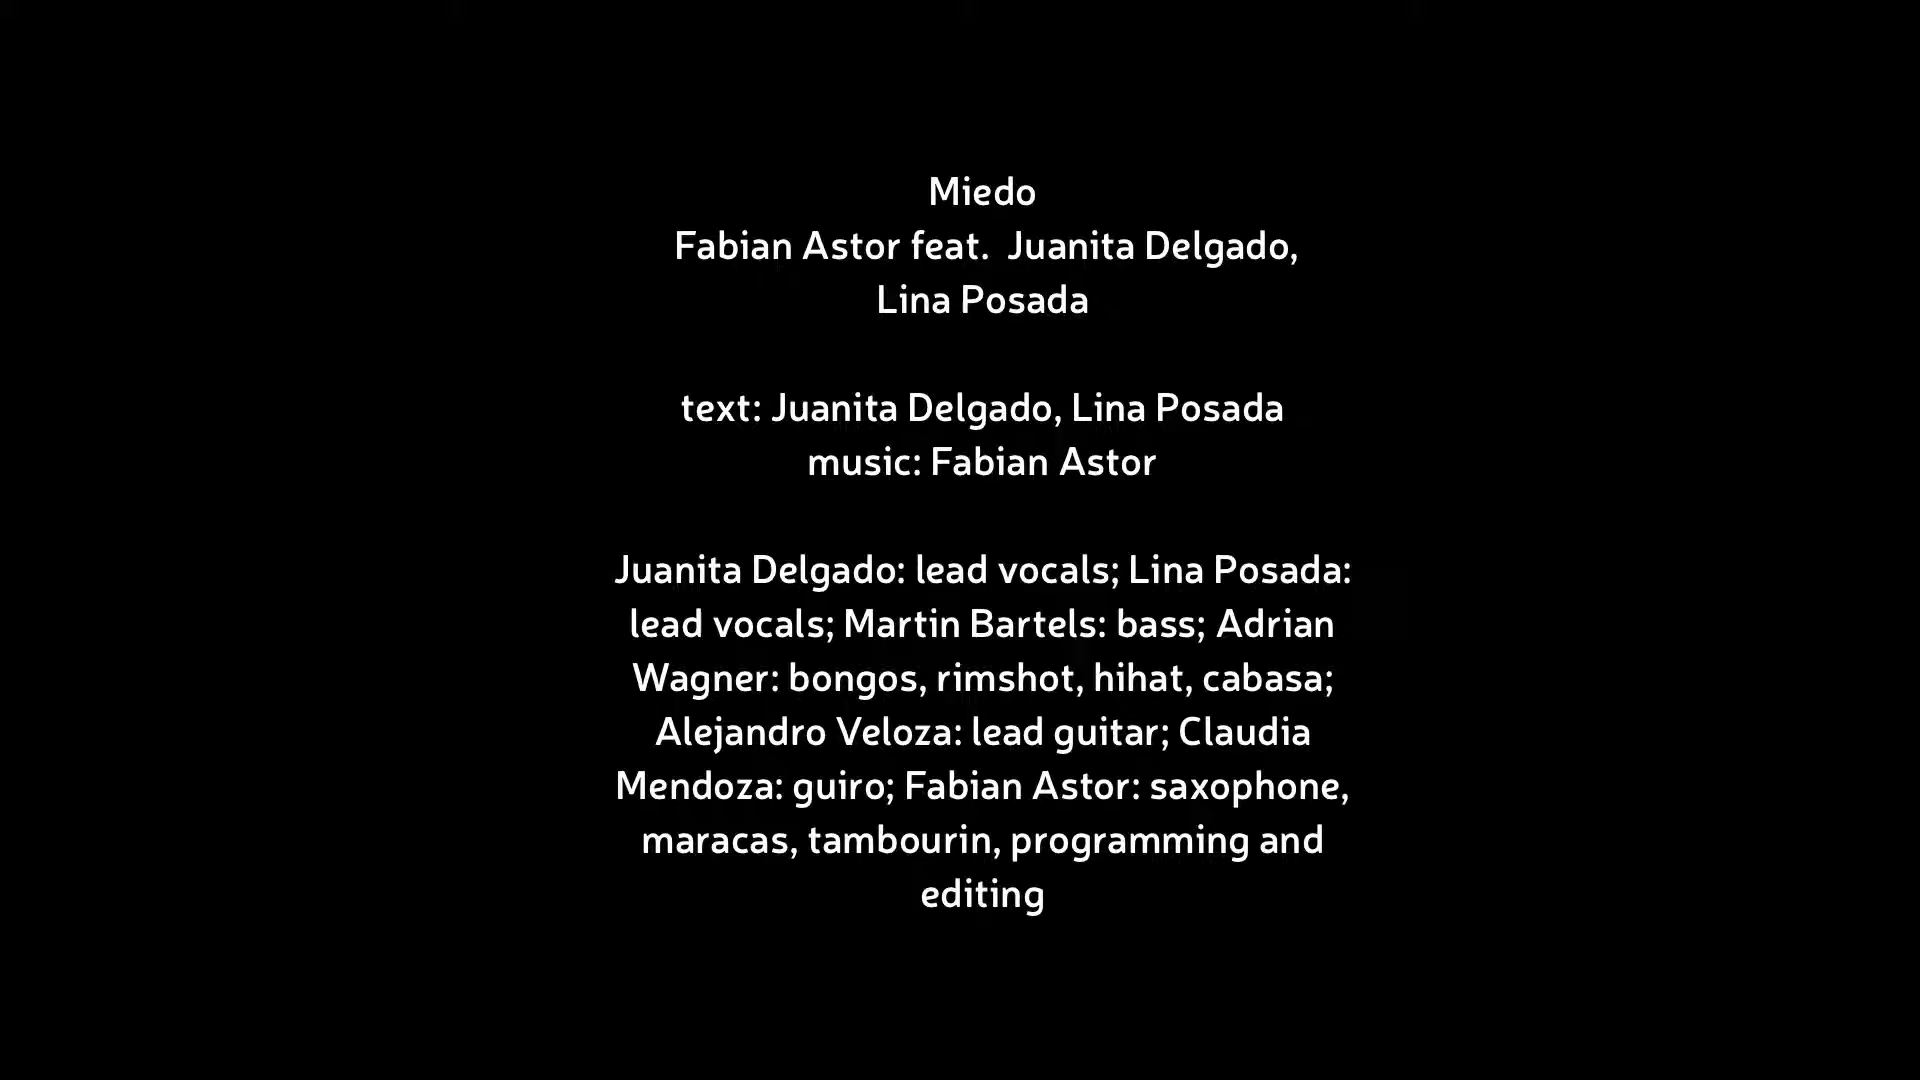 Miedo
Fabian Astor feat.  Juanita Delgado,
Lina Posada
text: Juanita Delgado, Lina Posada
music: Fabian Astor
Juanita Delgado: lead vocals; Lina Posada:
lead vocals; Martin Bartels: bass; Adrian
Wagner: bongos, rimshot, hihat, cabasa;
Alejandro Veloza: lead guitar; Claudia
Mendoza: guiro; Fabian Astor: saxophone,
maracas, tambourin, programming and
editing